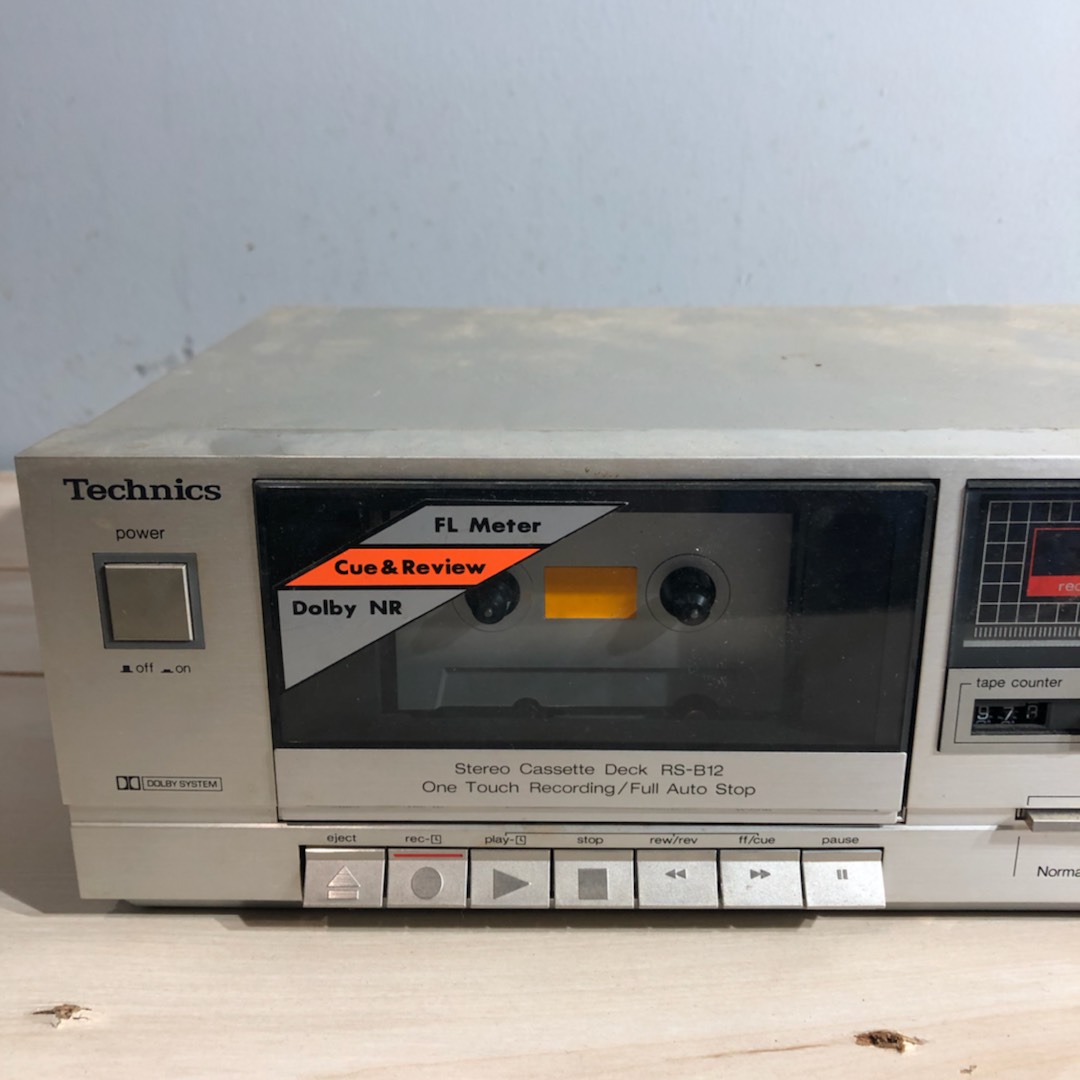 Technics
power
off on
DOLBY SYSTEM
FL Meter
Cue & Review
Dolby NR
Stereo Cassette Deck RS-B12
One Touch Recording/Full Auto Stop
eject rec- play- stop rew/rev ff/cue pause
rec
tape counter